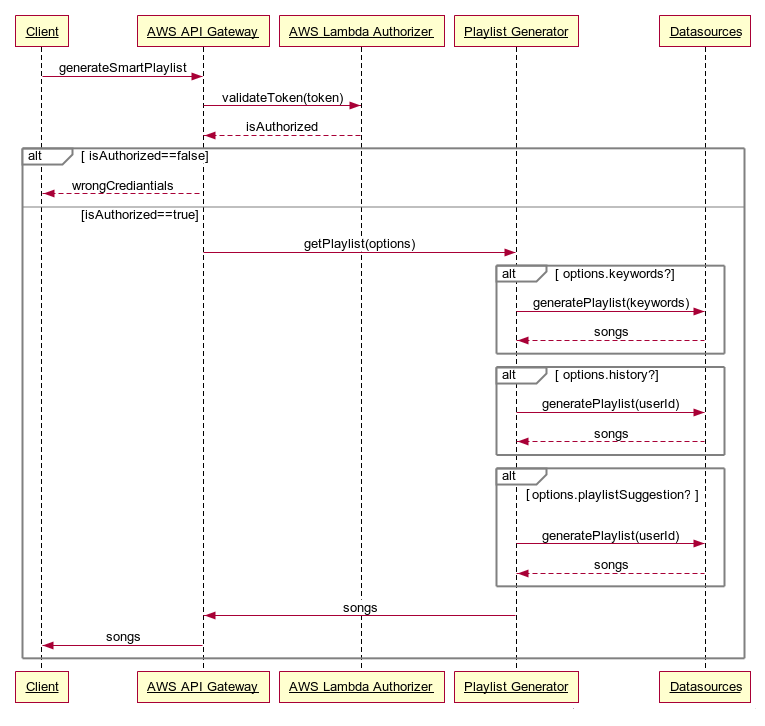 Client AWS API Gateway AWS Lambda Authorizer Playlist Generator Datasources
generateSmartPlaylist
validateToken(token)
isAuthorized
alt [ isAuthorized==false]
wrongCrediantials
[isAuthorized==true]
getPlaylist(options)
alt [ options.keywords?]
generatePlaylist(keywords)
songs
alt [ options.history?]
generatePlaylist(userId)
songs
alt
[ options.playlistSuggestion? ]
generatePlaylist(userId)
songs
songs
songs
Client AWS API Gateway AWS Lambda Authorizer Playlist Generator Datasources